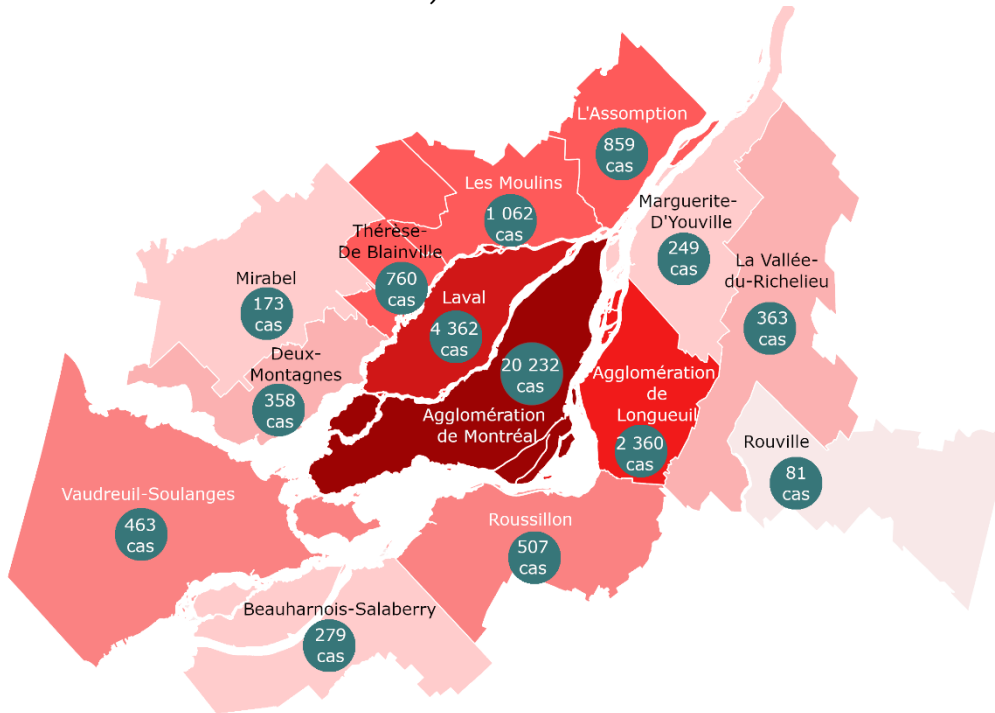 L'Assomption
859
cas
Les Moulins
1 062
cas
Marguerite-
D'Youville
249
cas
Thérèse-
De Blainville
760
cas
La Vallée-
du-Richelieu
363
cas
Mirabel
173
cas
Laval
4 362
cas
Deux-
Montagnes
358
cas
20 232
cas
Agglomération
de Montréal
Agglomération
de
Longueuil
2 360
cas
Rouville
81
cas
Vaudreuil-Soulanges
463
cas
Roussillon
507
cas
Beauharnois-Salaberry
279
cas